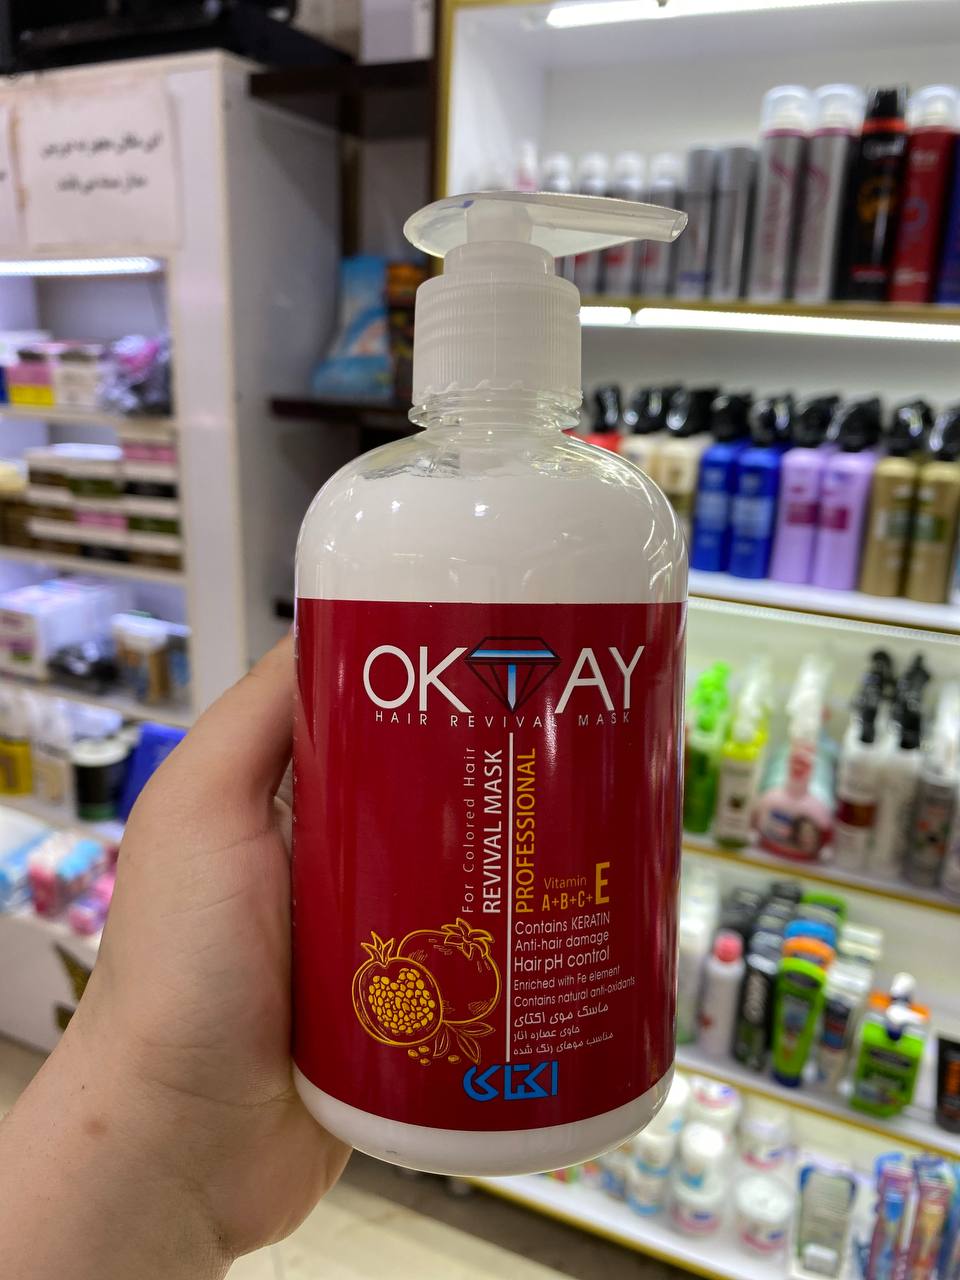 OKTAY
HAIR REVIVAL MASK
For Colored Hair
REVIVAL MASK
PROFESSIONAL
Vitamin
A+B+C+E
Contains KERATIN
Anti-hair damage
Hair pH control
Enriched with Fe element
Contains natural anti-oxidants
ماسک موی اکتای
حاوی عصاره انار
مناسب موهای رنگ شده
اکتای